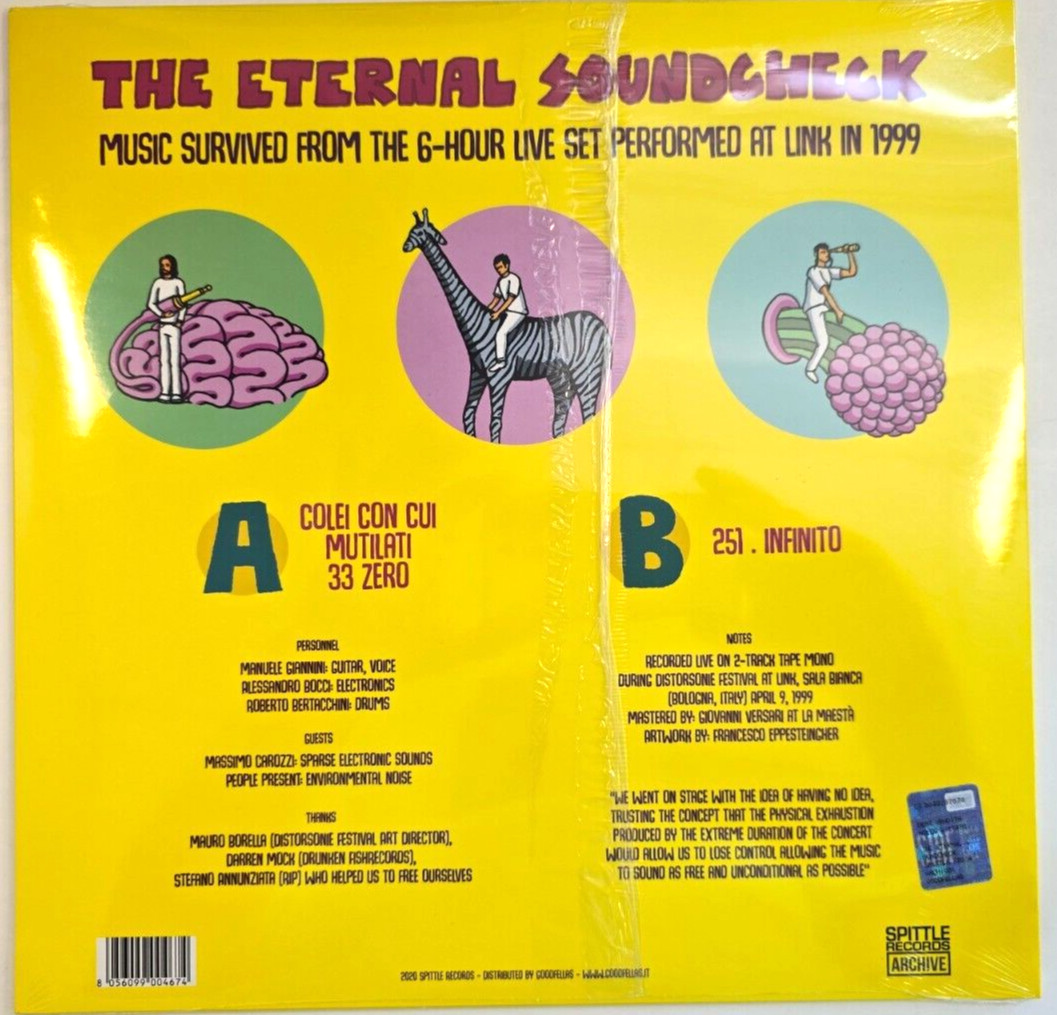 THE ETERNAL SOUNDCHECK
MUSIC SURVIVED FROM THE 6-HOUR LIVE SET PERFORMED AT LINK IN 1999
A
COLEI CON CUI
MUTILATI
33 ZERO
B
251 . INFINITO
PERSONNEL
MANUELE GIANNINI: GUITAR, VOICE
ALESSANDRO BOCCI: ELECTRONICS
ROBERTO BERTACCHINI: DRUMS
GUESTS
MASSIMO CAROZZI: SPARSE ELECTRONIC SOUNDS
PEOPLE PRESENT: ENVIRONMENTAL NOISE
THANKS
MAURO BORELLA (DISTORSONIE FESTIVAL ART DIRECTOR),
DARREN MOCK (DRUNKEN FISHRECORDS),
STEFANO ANNUNZIATA (RIP) WHO HELPED US TO FREE OURSELVES
NOTES
RECORDED LIVE ON 2-TRACK TAPE MONO
DURING DISTORSONIE FESTIVAL AT LINK, SALA BIANCA
(BOLOGNA, ITALY) APRIL 9, 1999
MASTERED BY: GIOVANNI VERSARI AT LA MAESTÀ
ARTWORK BY: FRANCESCO EPPESTEINGHER
"WE WENT ON STAGE WITH THE IDEA OF HAVING NO IDEA,
TRUSTING THE CONCEPT THAT THE PHYSICAL EXHAUSTION
PRODUCED BY THE EXTREME DURATION OF THE CONCERT
WOULD ALLOW US TO LOSE CONTROL ALLOWING THE MUSIC
TO SOUND AS FREE AND UNCONDITIONAL AS POSSIBLE"
8 056099 004674
2020 SPITTLE RECORDS - DISTRIBUTED BY GOODFELLAS - WWW.GOODFELLAS.IT
SPITTLE
RECORDS
ARCHIVE